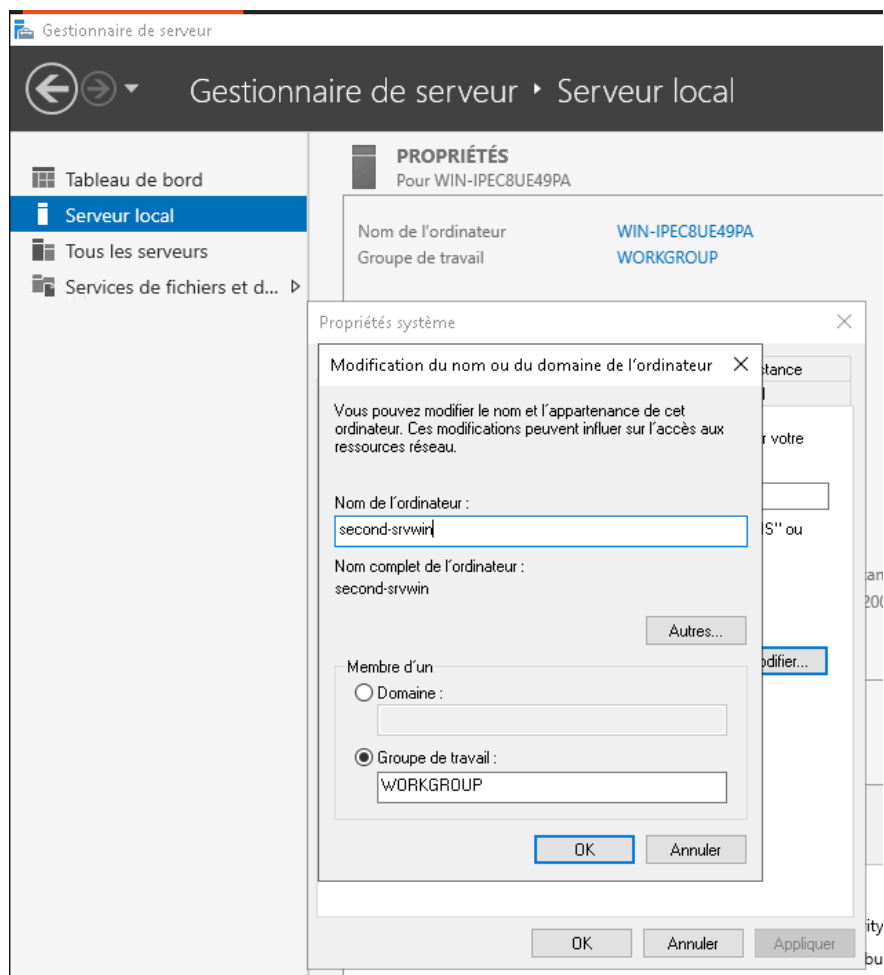 Gestionnaire de serveur
Gestionnaire de serveur ‣ Serveur local
Tableau de bord
Serveur local
Tous les serveurs
Services de fichiers et d...
PROPRIÉTÉS
Pour WIN-IPEC8UE49PA
Nom de l'ordinateur WIN-IPEC8UE49PA
Groupe de travail WORKGROUP
Propriétés système
Modification du nom ou du domaine de l'ordinateur
Vous pouvez modifier le nom et l'appartenance de cet
ordinateur. Ces modifications peuvent influer sur l'accès aux
ressources réseau.
votre
Nom de l'ordinateur :
second-srvwin
ou
Nom complet de l'ordinateur :
second-srvwin
Autres...
Membre d'un
Domaine :
Groupe de travail :
WORKGROUP
OK Annuler
OK Annuler Appliquer